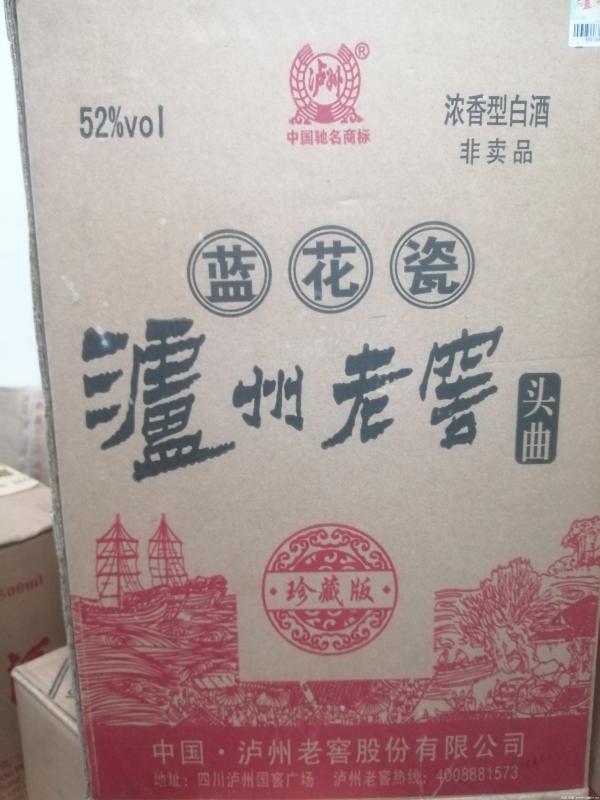 泸州
®
中国驰名商标
52%vol
浓香型白酒
非卖品
蓝花瓷
泸州老窖
头曲
珍藏版
500ml
中国·泸州老窖股份有限公司
地址:四川泸州国窖广场 泸州老窖热线:4008881573